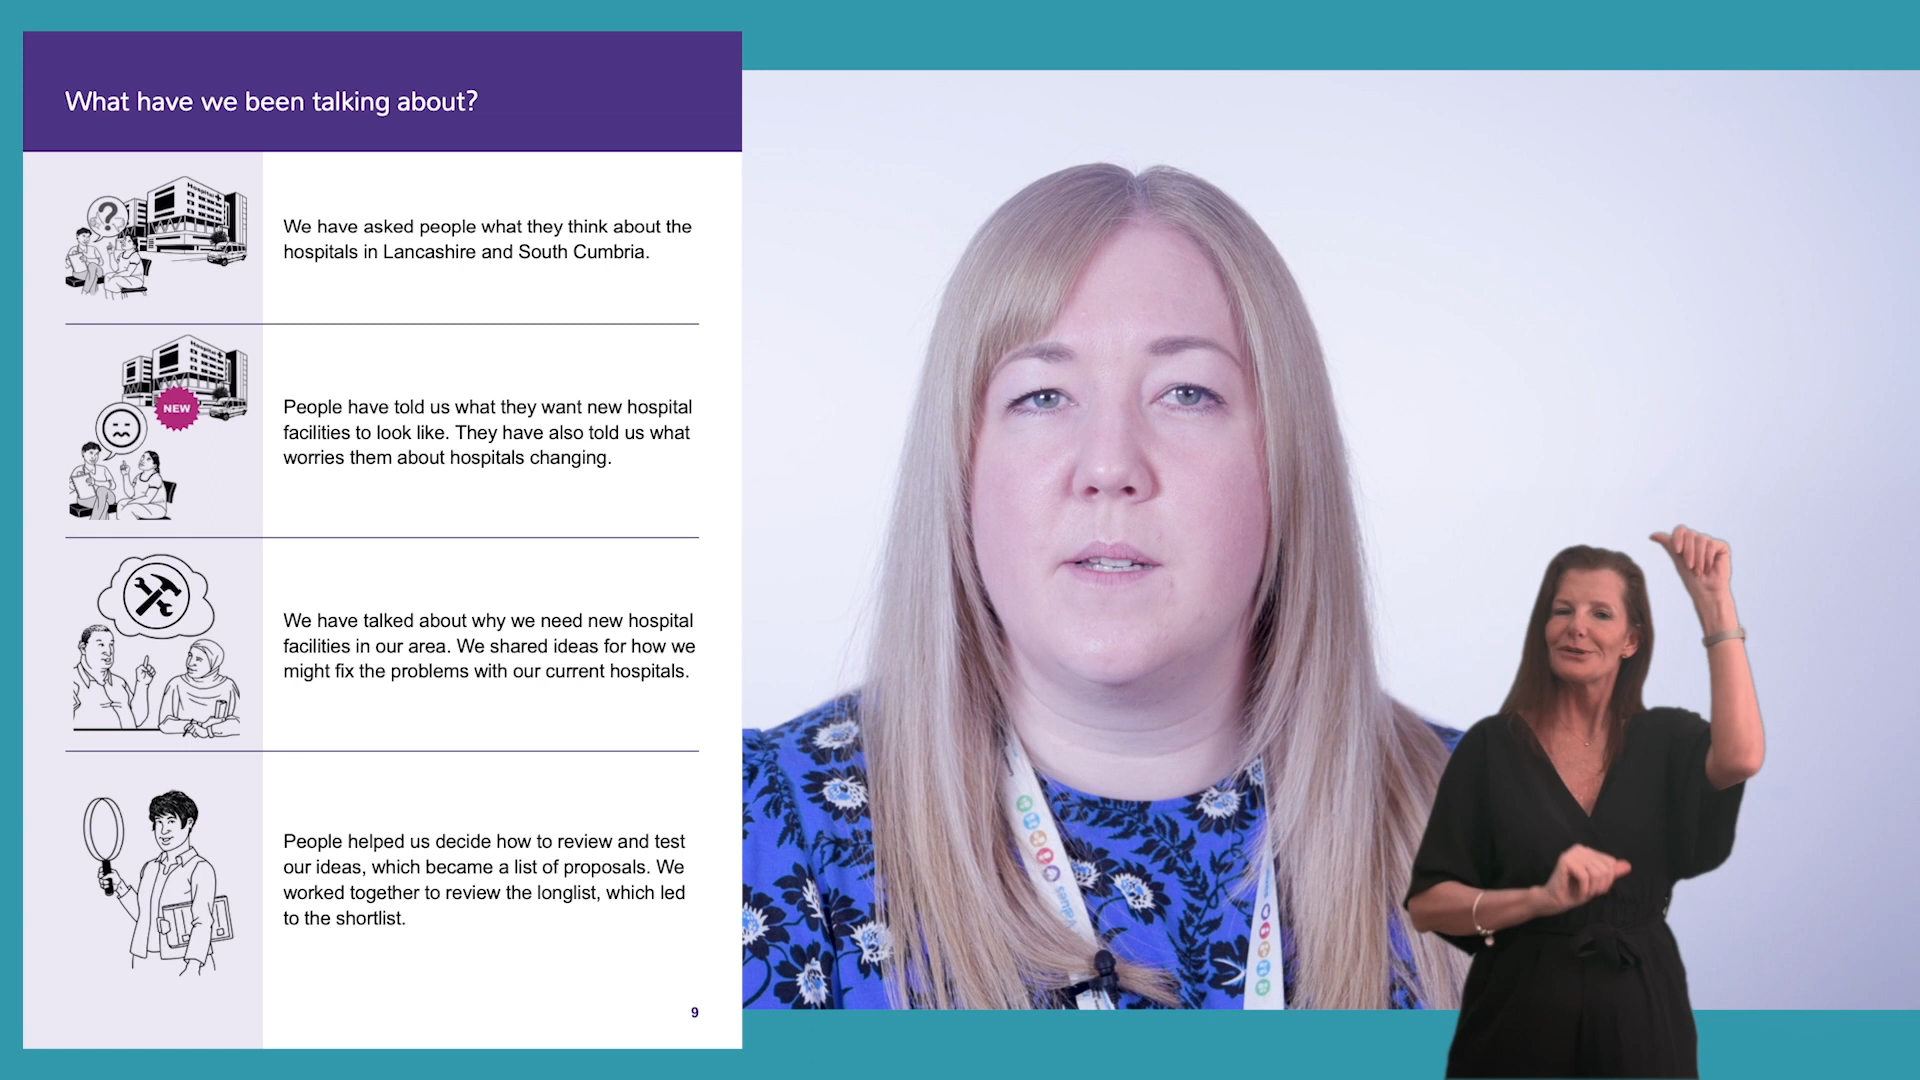 What have we been talking about?
Hospital
We have asked people what they think about the
hospitals in Lancashire and South Cumbria.
Hospital
NEW
People have told us what they want new hospital
facilities to look like. They have also told us what
worries them about hospitals changing.
We have talked about why we need new hospital
facilities in our area. We shared ideas for how we
might fix the problems with our current hospitals.
People helped us decide how to review and test
our ideas, which became a list of proposals. We
worked together to review the longlist, which led
to the shortlist.
9